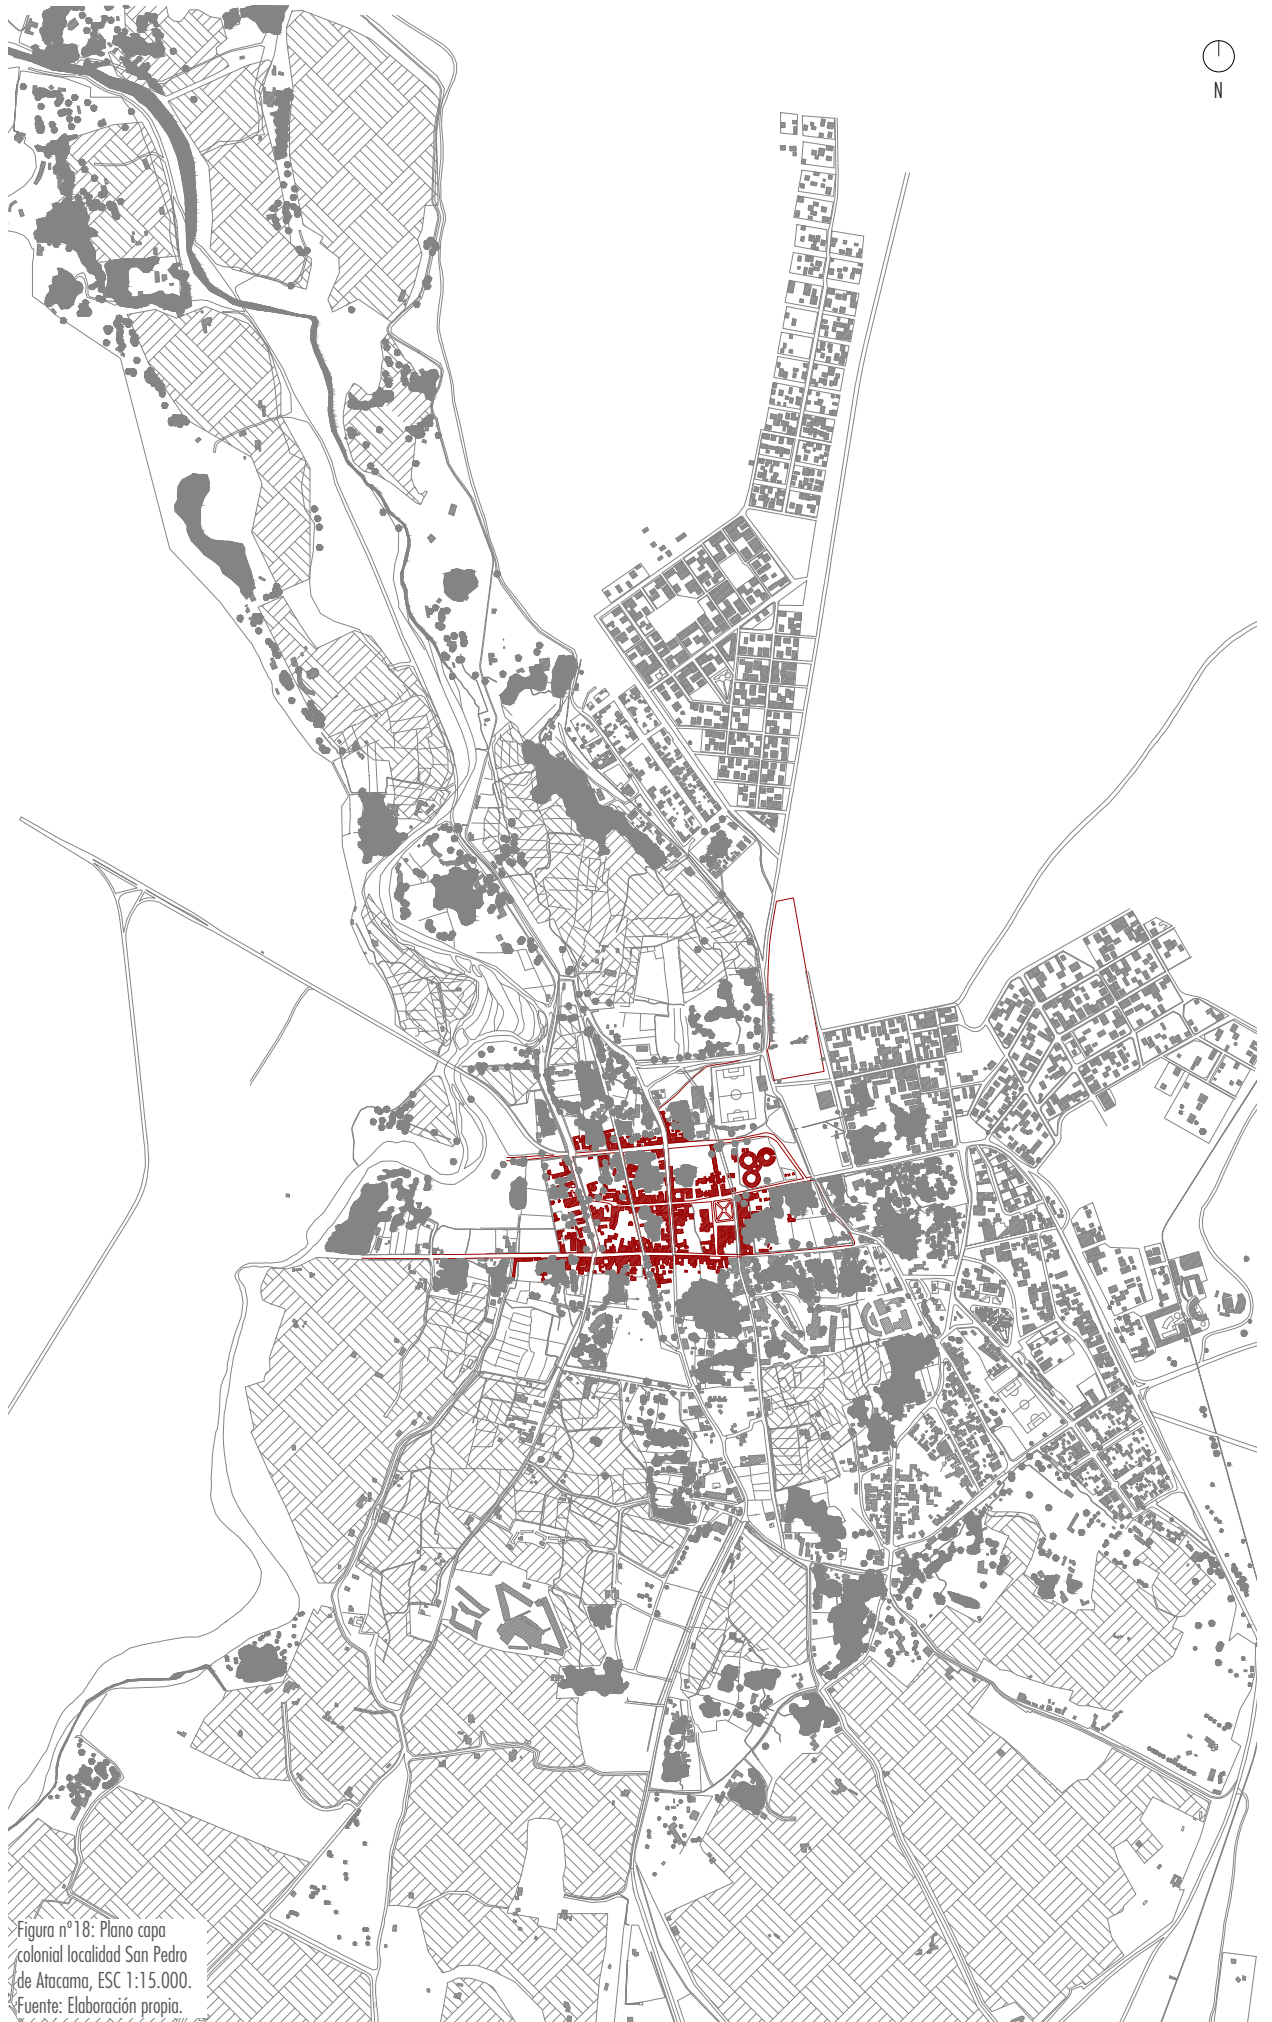 N
Figura nº18: Plano capa
colonial localidad San Pedro
de Atacama, ESC 1:15.000.
Fuente: Elaboración propia.